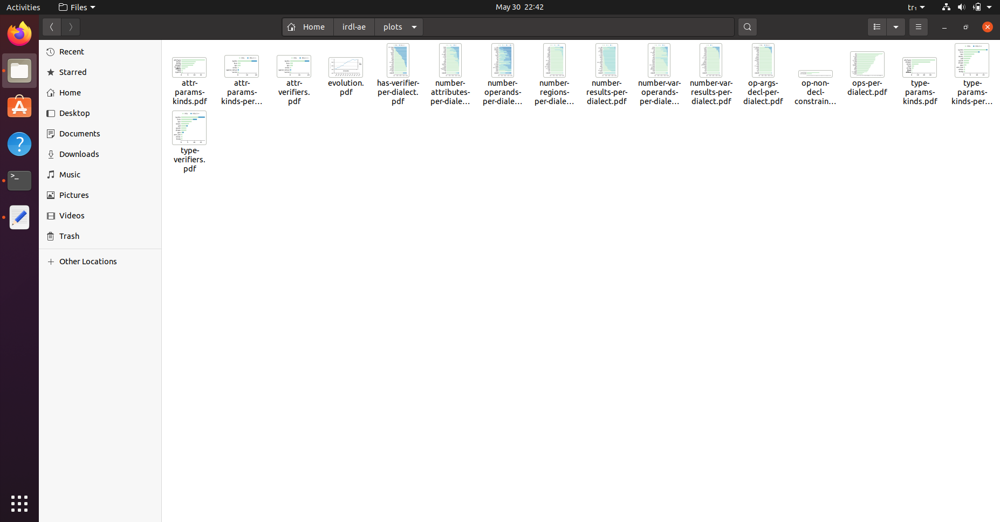 Activities
Files
May 30 22:42
tr₁
Home
irdl-ae
plots
Recent
Starred
Home
Desktop
Documents
Downloads
Music
Pictures
Videos
Trash
Other Locations
attr-
params-
kinds.pdf
attr-
params-
kinds-per…
attr-
verifiers.
pdf
evolution.
pdf
has-verifier-
per-dialect.
pdf
number-
attributes-
per-diale…
number-
operands-
per-diale…
number-
regions-
per-diale…
number-
results-per-
dialect.pdf
number-var-
operands-
per-diale…
number-var-
results-per-
dialect.pdf
op-args-
decl-per-
dialect.pdf
op-non-
decl-
constrain…
ops-per-
dialect.pdf
type-
params-
kinds.pdf
type-
params-
kinds-per…
type-
verifiers.
pdf